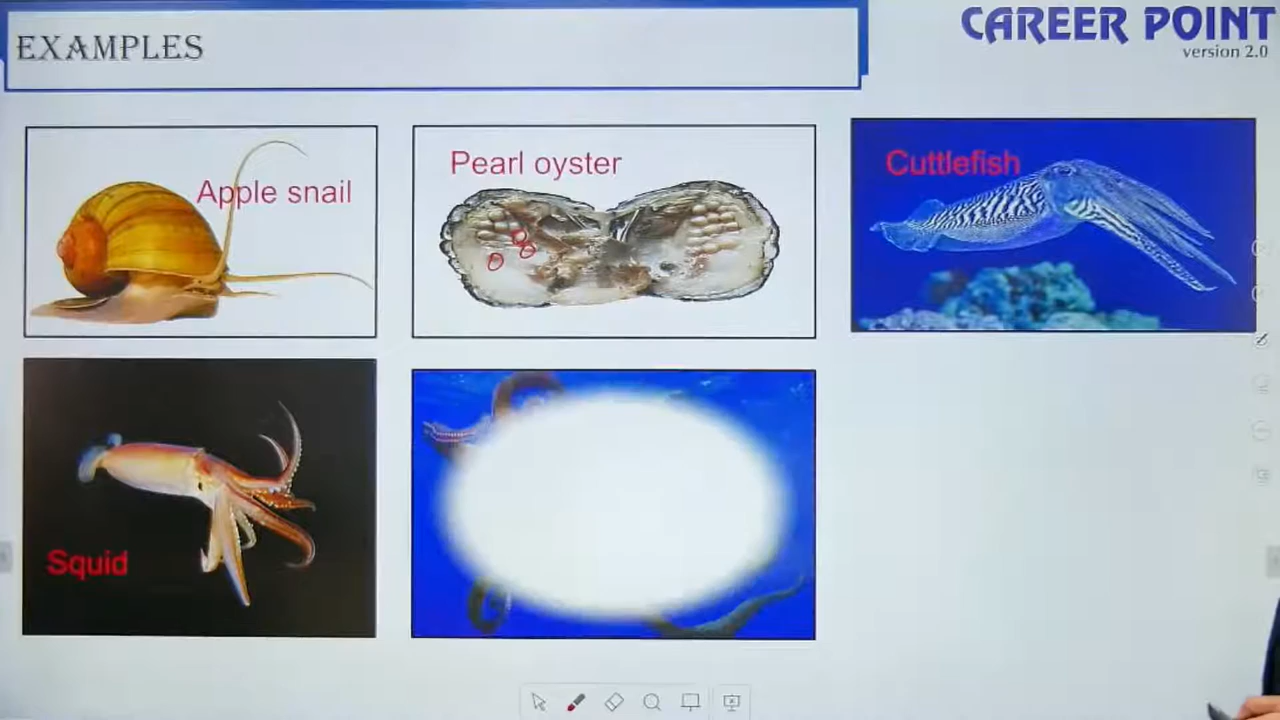 EXAMPLES
CAREER POINT
version 2.0
Apple snail
Pearl oyster
Cuttlefish
Squid